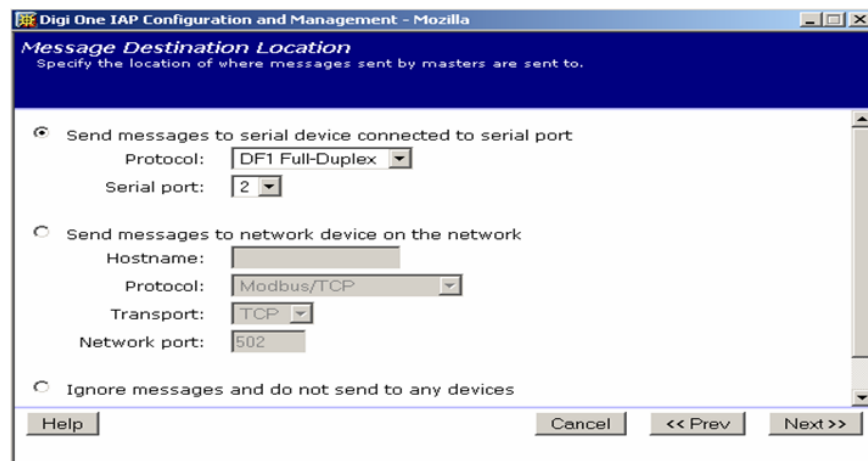 Digi One IAP Configuration and Management - Mozilla
Message Destination Location
Specify the location of where messages sent by masters are sent to.
Send messages to serial device connected to serial port
Protocol: DF1 Full-Duplex
Serial port: 2
Send messages to network device on the network
Hostname:
Protocol: Modbus/TCP
Transport: TCP
Network port: 502
Ignore messages and do not send to any devices
Help Cancel << Prev Next >>